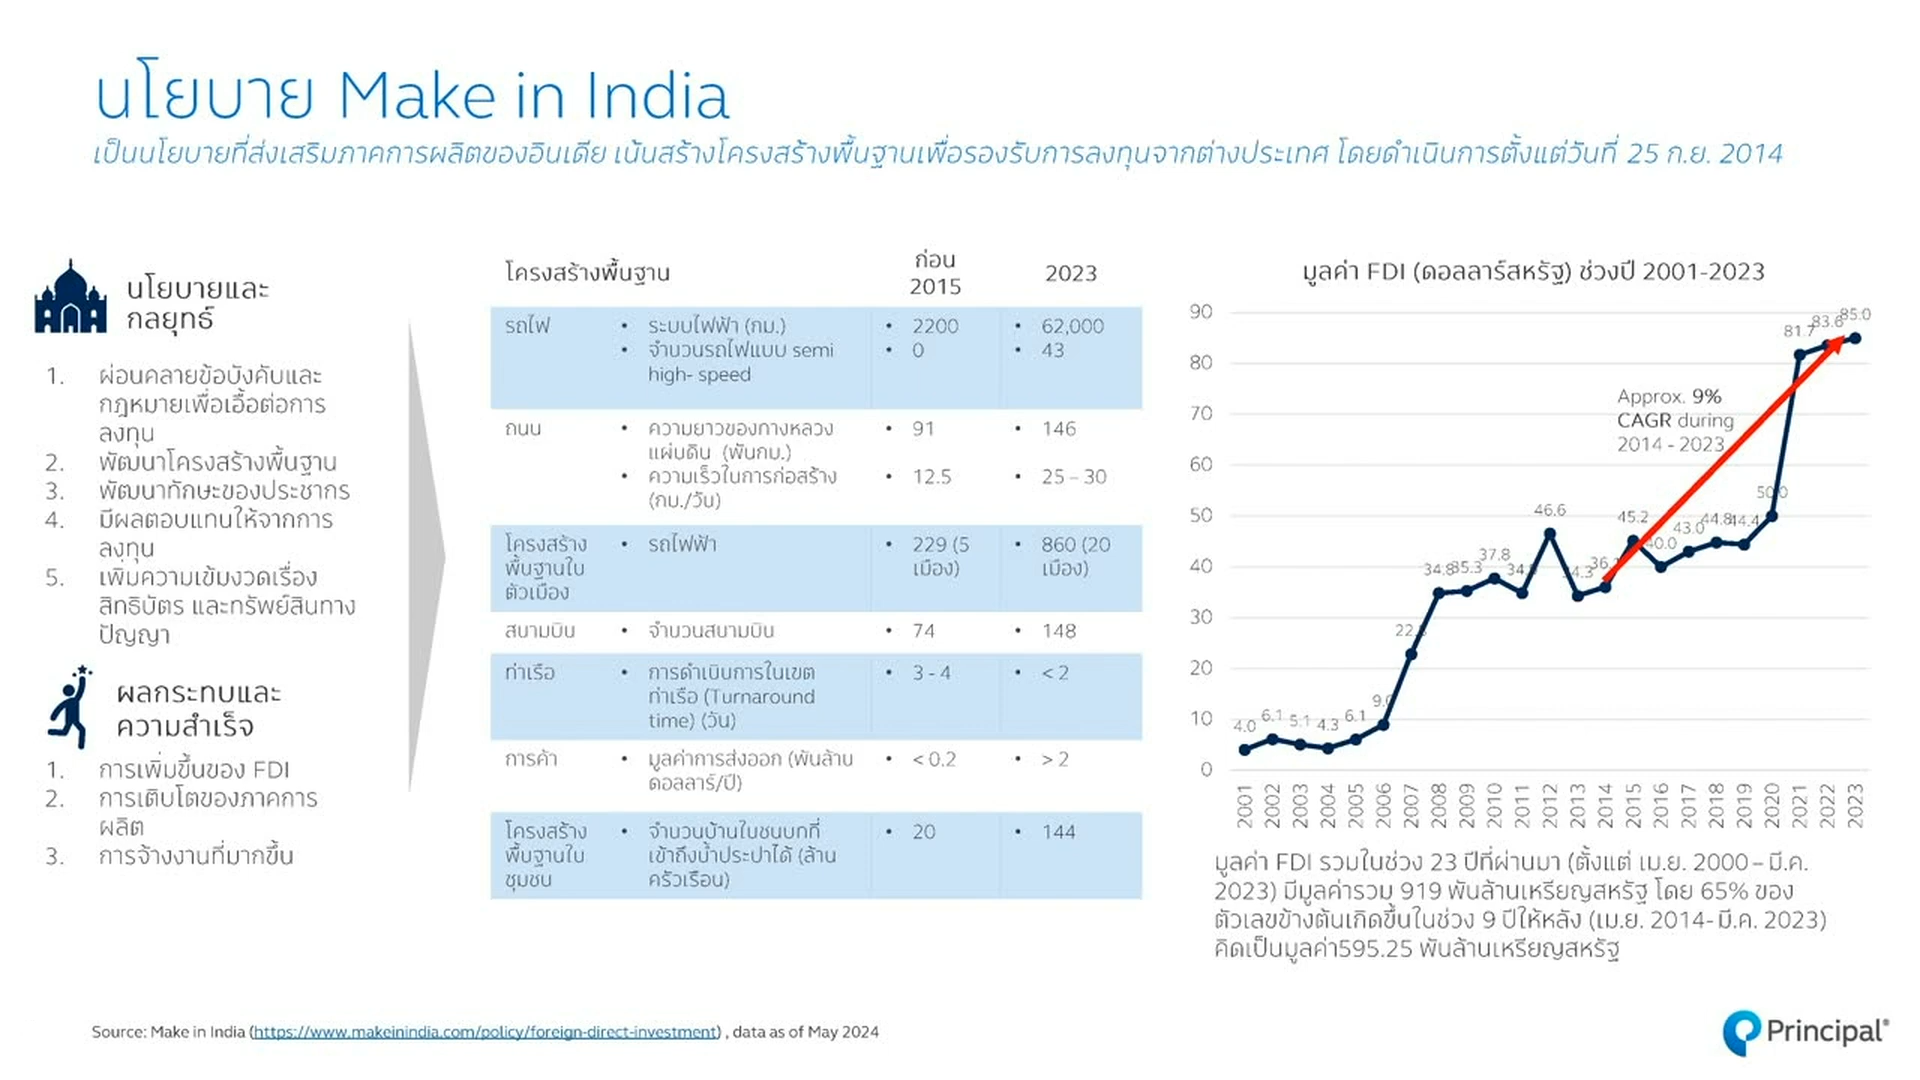 นโยบาย Make in India
เป็นนโยบายที่ส่งเสริมภาคการผลิตของอินเดีย เน้นสร้างโครงสร้างพื้นฐานเพื่อรองรับการลงทุนจากต่างประเทศ โดยดำเนินการตั้งแต่วันที่ 25 ก.ย. 2014
นโยบายและ
กลยุทธ์
1. ผ่อนคลายข้อบังคับและ
กฎหมายเพื่อเอื้อต่อการ
ลงทุน
2. พัฒนาโครงสร้างพื้นฐาน
3. พัฒนาทักษะของประชากร
4. มีผลตอบแทนให้จากการ
ลงทุน
5. เพิ่มความเข้มงวดเรื่อง
สิทธิบัตร และทรัพย์สินทาง
ปัญญา
ผลกระทบและ
ความสำเร็จ
1. การเพิ่มขึ้นของ FDI
2. การเติบโตของภาคการ
ผลิต
3. การจ้างงานที่มากขึ้น
โครงสร้างพื้นฐาน
ก่อน
2015
2023
รถไฟ • ระบบไฟฟ้า (กม.) • 2200 • 62,000
• จำนวนรถไฟแบบ semi • 0 • 43
high- speed
ถนน • ความยาวของทางหลวง • 91 • 146
แผ่นดิน (พันกม.)
• ความเร็วในการก่อสร้าง • 12.5 • 25 – 30
(กม./วัน)
โครงสร้าง • รถไฟฟ้า • 229 (5 • 860 (20
พื้นฐานใน เมือง) เมือง)
ตัวเมือง
สนามบิน • จำนวนสนามบิน • 74 • 148
ท่าเรือ • การดำเนินการในเขต • 3 - 4 • < 2
ท่าเรือ (Turnaround
time) (วัน)
การค้า • มูลค่าการส่งออก (พันล้าน • < 0.2 • > 2
ดอลลาร์/ปี)
โครงสร้าง • จำนวนบ้านในชนบทที่ • 20 • 144
พื้นฐานใน เข้าถึงน้ำประปาได้ (ล้าน
ชุมชน ครัวเรือน)
มูลค่า FDI (ดอลลาร์สหรัฐ) ช่วงปี 2001-2023
90
80
70
60
50
40
30
20
10
0
4.0 6.1 5.1 4.3 6.1 34.8 35.3 37.8 46.6 45.2 43.0 44.8 44.4 50.0 81.7 83.6 85.0
Approx. 9%
CAGR during
2014 - 2023
2001 2002 2003 2004 2005 2006 2007 2008 2009 2010 2011 2012 2013 2014 2015 2016 2017 2018 2019 2020 2021 2022 2023
มูลค่า FDI รวมในช่วง 23 ปีที่ผ่านมา (ตั้งแต่ เม.ย. 2000 – มี.ค.
2023) มีมูลค่ารวม 919 พันล้านเหรียญสหรัฐ โดย 65% ของ
ตัวเลขข้างต้นเกิดขึ้นในช่วง 9 ปีให้หลัง (เม.ย. 2014- มี.ค. 2023)
คิดเป็นมูลค่า595.25 พันล้านเหรียญสหรัฐ
Source: Make in India (https://www.makeinindia.com/policy/foreign-direct-investment) , data as of May 2024
Principal®